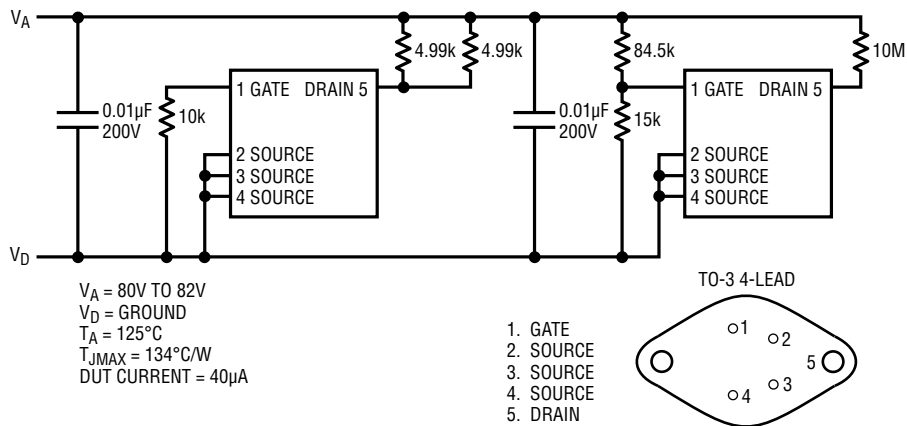 VA
4.99k
4.99k
84.5k
10M
1 GATE
DRAIN 5
1 GATE
DRAIN 5
0.01µF
200V
10k
0.01µF
200V
15k
2 SOURCE
3 SOURCE
4 SOURCE
2 SOURCE
3 SOURCE
4 SOURCE
VD
VA = 80V TO 82V
VD = GROUND
TA = 125°C
TJMAX = 134°C/W
DUT CURRENT = 40µA
TO-3 4-LEAD
1. GATE
2. SOURCE
3. SOURCE
4. SOURCE
5. DRAIN
1
2
5
3
4